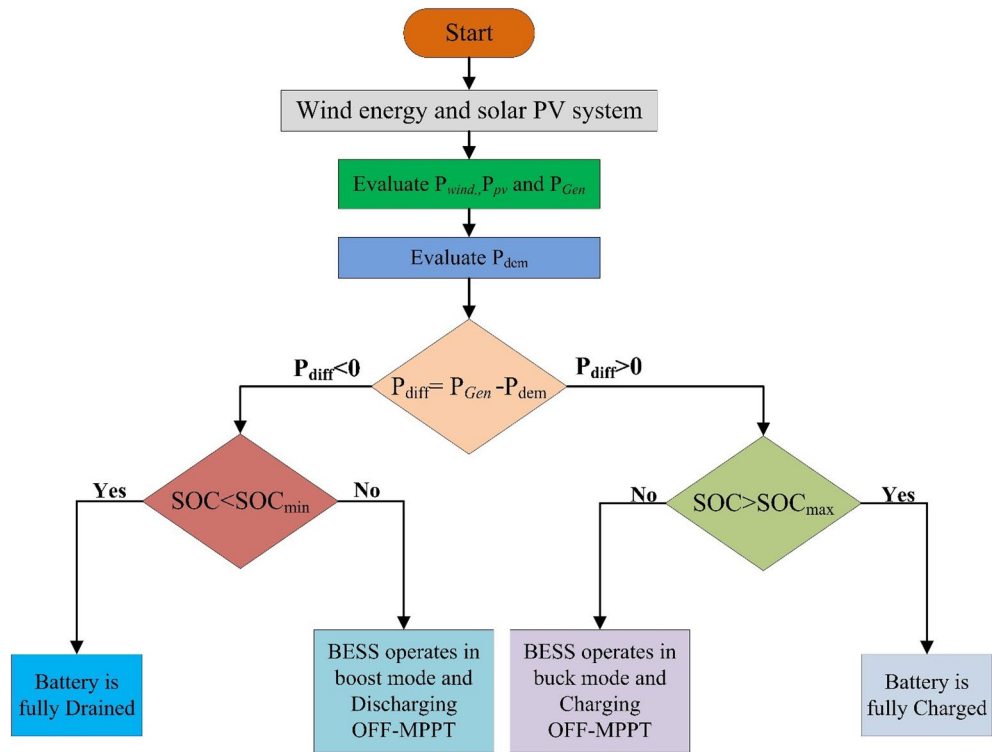 Start
Wind energy and solar PV system
Evaluate Pwind,,Ppv and PGen
Evaluate Pdem
Pdiff<0
Pdiff>0
Pdiff= PGen -Pdem
Yes
SOC<SOCmin
No
No
SOC>SOCmax
Yes
Battery is
fully Drained
BESS operates in
boost mode and
Discharging
OFF-MPPT
BESS operates in
buck mode and
Charging
OFF-MPPT
Battery is
fully Charged